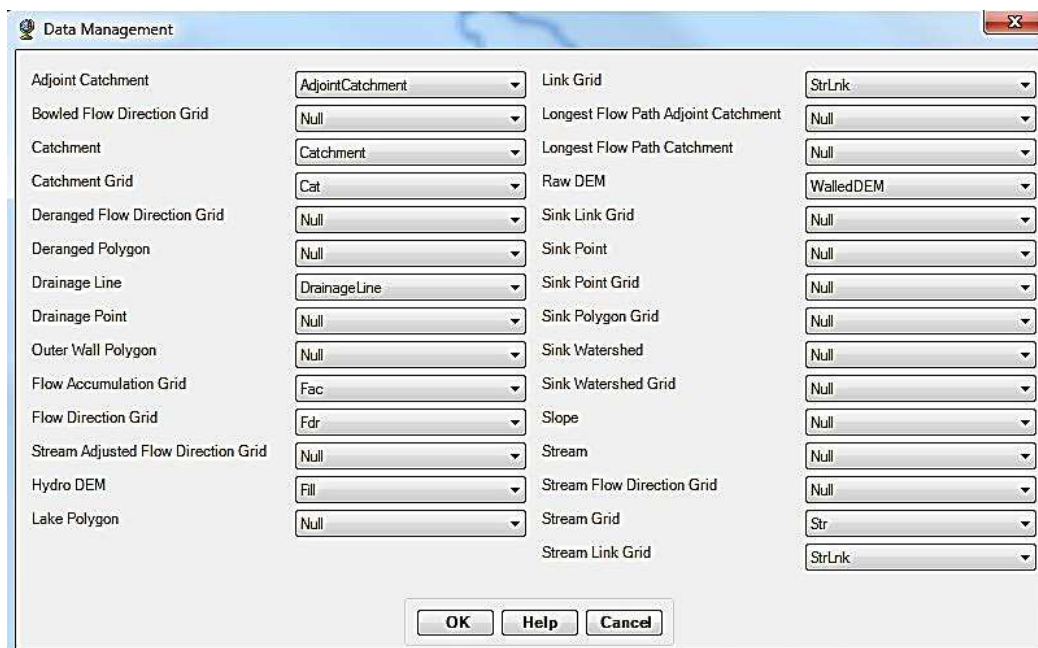 Data Management
X
Adjoint Catchment AdjointCatchment
Bowled Flow Direction Grid Null
Catchment Catchment
Catchment Grid Cat
Deranged Flow Direction Grid Null
Deranged Polygon Null
Drainage Line DrainageLine
Drainage Point Null
Outer Wall Polygon Null
Flow Accumulation Grid Fac
Flow Direction Grid Fdr
Stream Adjusted Flow Direction Grid Null
Hydro DEM Fill
Lake Polygon Null
Link Grid StrLnk
Longest Flow Path Adjoint Catchment Null
Longest Flow Path Catchment Null
Raw DEM WalledDEM
Sink Link Grid Null
Sink Point Null
Sink Point Grid Null
Sink Polygon Grid Null
Sink Watershed Null
Sink Watershed Grid Null
Slope Null
Stream Null
Stream Flow Direction Grid Null
Stream Grid Str
Stream Link Grid StrLnk
OK Help Cancel